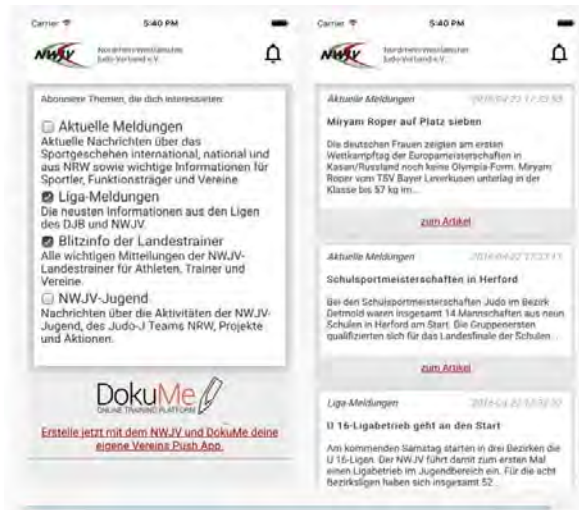 Carrier 5:40 PM
NWJV Nordrhein-Westfälischer
Judo-Verband e.V.
Abonniere Themen, die dich interessieren:
Aktuelle Meldungen
Aktuelle Nachrichten über das
Sportgeschehen international, national und
aus NRW sowie wichtige Informationen für
Sportler, Funktionsträger und Vereine
Liga-Meldungen
Die neusten Informationen aus den Ligen
des DJB und NWJV.
Blitzinfo der Landestrainer
Alle wichtigen Mitteilungen der NWJV-
Landestrainer für Athleten, Trainer und
Vereine.
NWJV-Jugend
Nachrichten über die Aktivitäten der NWJV-
Jugend, des Judo-J Teams NRW, Projekte
und Aktionen.
DokuMe
ONLINE TRAINING PLATFORM
Erstelle jetzt mit dem NWJV und DokuMe deine
eigene Vereins Push App.
Carrier 5:40 PM
NWJV Nordrhein-Westfälischer
Judo-Verband e.V.
Aktuelle Meldungen
Miryam Roper auf Platz sieben
Die deutschen Frauen zeigten am ersten
Wettkampftag der Europameisterschaften in
Kasan/Russland noch keine Olympia-Form. Miryam
Roper vom TSV Bayer Leverkusen unterlag in der
Klasse bis 57 kg im...
zum Artikel
Aktuelle Meldungen
Schulsportmeisterschaften in Herford
Bei den Schulsportmeisterschaften Judo im Bezirk
Detmold waren insgesamt 14 Mannschaften aus neun
Schulen in Herford am Start. Die Gruppenersten
qualifizierten sich für das Landesfinale der Schulen...
zum Artikel
Liga-Meldungen
U 16-Ligabetrieb geht an den Start
Am kommenden Samstag starten in drei Bezirken die
U 16-Ligen. Der NWJV führt damit zum ersten Mal
einen Ligabetrieb im Jugendbereich ein. Für die acht
Bezirksligen haben sich insgesamt 52...